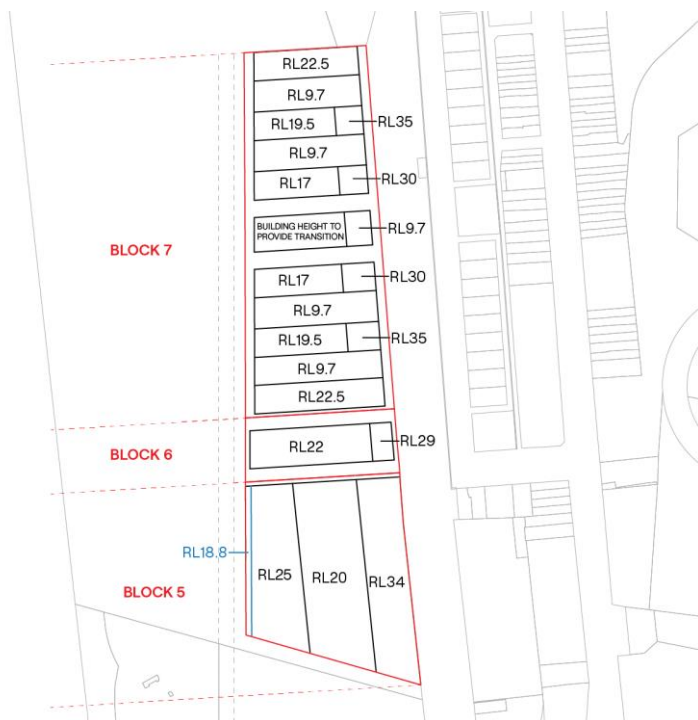 RL22.5
RL9.7
RL19.5
RL35
RL9.7
RL17
RL30
BUILDING HEIGHT TO
PROVIDE TRANSITION
RL9.7
BLOCK 7
RL17
RL30
RL9.7
RL19.5
RL35
RL9.7
RL22.5
BLOCK 6
RL22
RL29
RL18.8
RL25
RL20
RL34
BLOCK 5